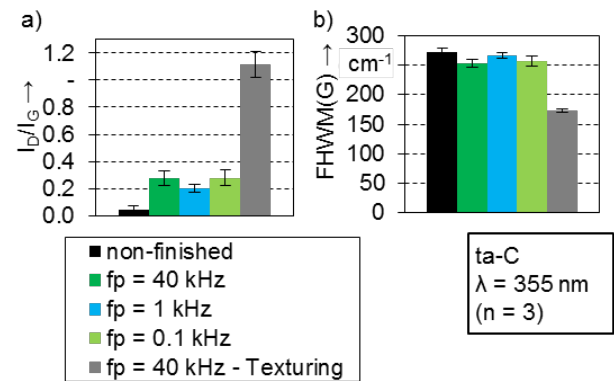 a)
I_D/I_G →
1.2
-
0.8
0.6
0.4
0.2
0.0
b)
FHWM(G) →
250
cm⁻¹
200
150
100
50
0
non-finished
fp = 40 kHz
fp = 1 kHz
fp = 0.1 kHz
fp = 40 kHz - Texturing
ta-C
λ = 355 nm
(n = 3)